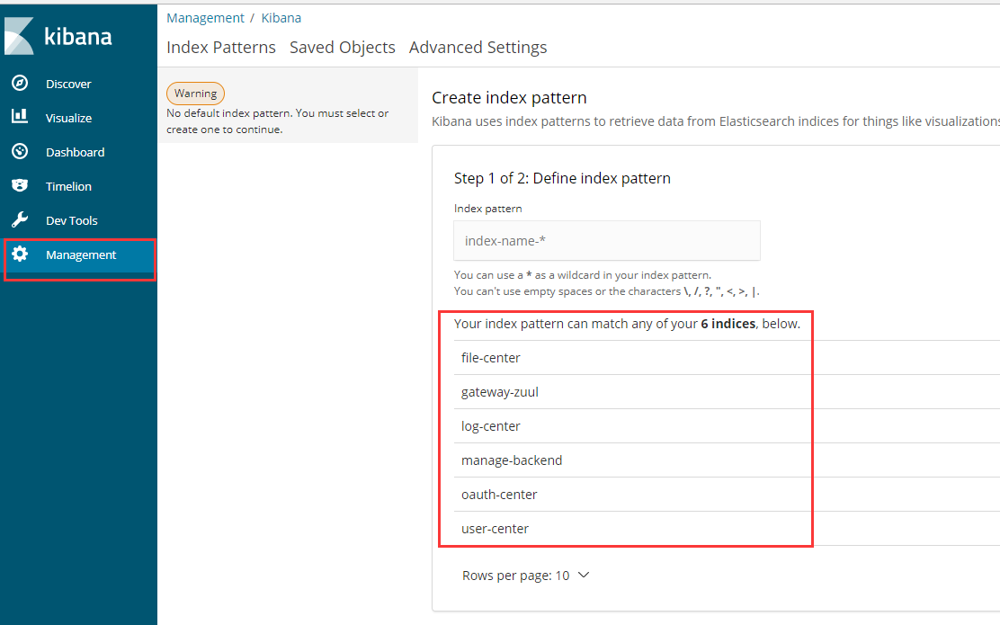 kibana
Discover
Visualize
Dashboard
Timelion
Dev Tools
Management
Management / Kibana
Index Patterns Saved Objects Advanced Settings
Warning
No default index pattern. You must select or
create one to continue.
Create index pattern
Kibana uses index patterns to retrieve data from Elasticsearch indices for things like visualizations
Step 1 of 2: Define index pattern
Index pattern
index-name-*
You can use a * as a wildcard in your index pattern.
You can't use empty spaces or the characters \, /, ?, ", <, >, |.
Your index pattern can match any of your 6 indices, below.
file-center
gateway-zuul
log-center
manage-backend
oauth-center
user-center
Rows per page: 10